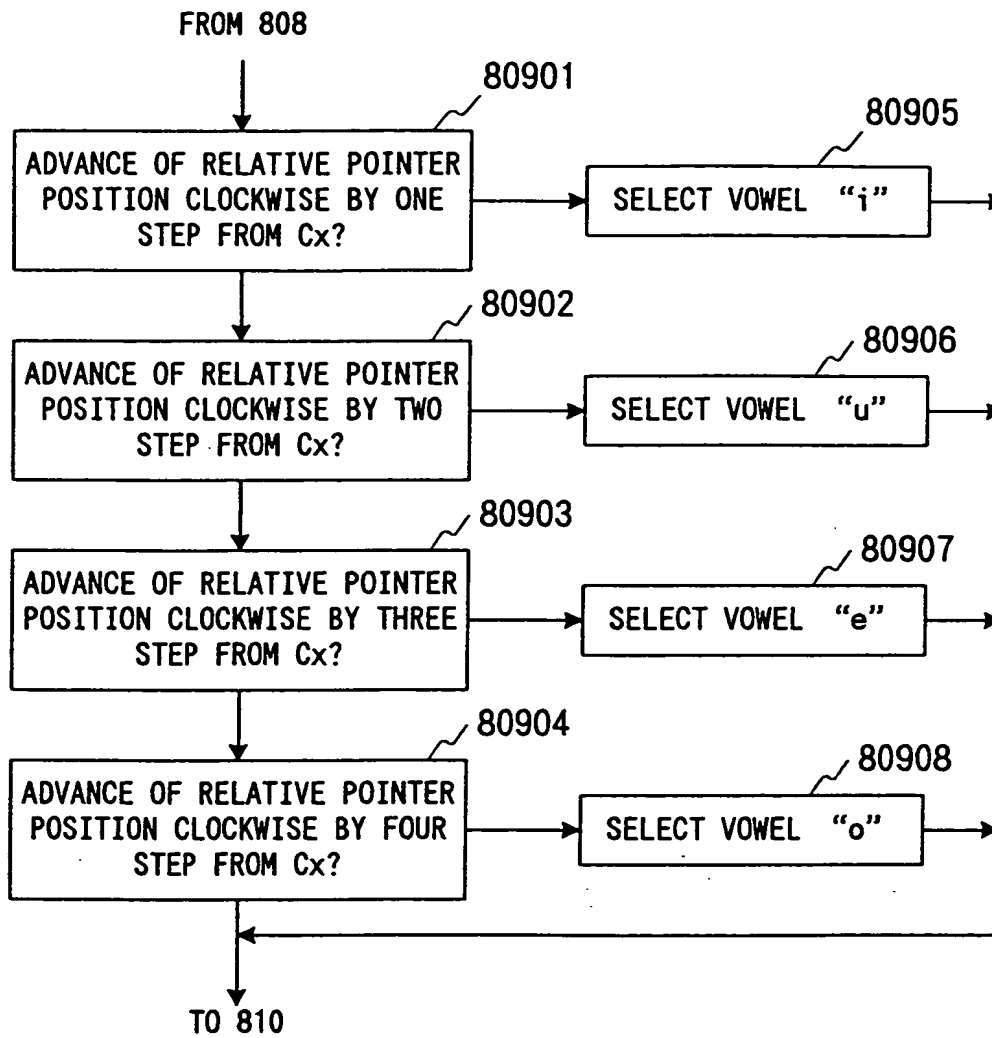 FROM 808
80901
ADVANCE OF RELATIVE POINTER
POSITION CLOCKWISE BY ONE
STEP FROM Cx?
80905
SELECT VOWEL “i”
80902
ADVANCE OF RELATIVE POINTER
POSITION CLOCKWISE BY TWO
STEP FROM Cx?
80906
SELECT VOWEL “u”
80903
ADVANCE OF RELATIVE POINTER
POSITION CLOCKWISE BY THREE
STEP FROM Cx?
80907
SELECT VOWEL “e”
80904
ADVANCE OF RELATIVE POINTER
POSITION CLOCKWISE BY FOUR
STEP FROM Cx?
80908
SELECT VOWEL “o”
TO 810